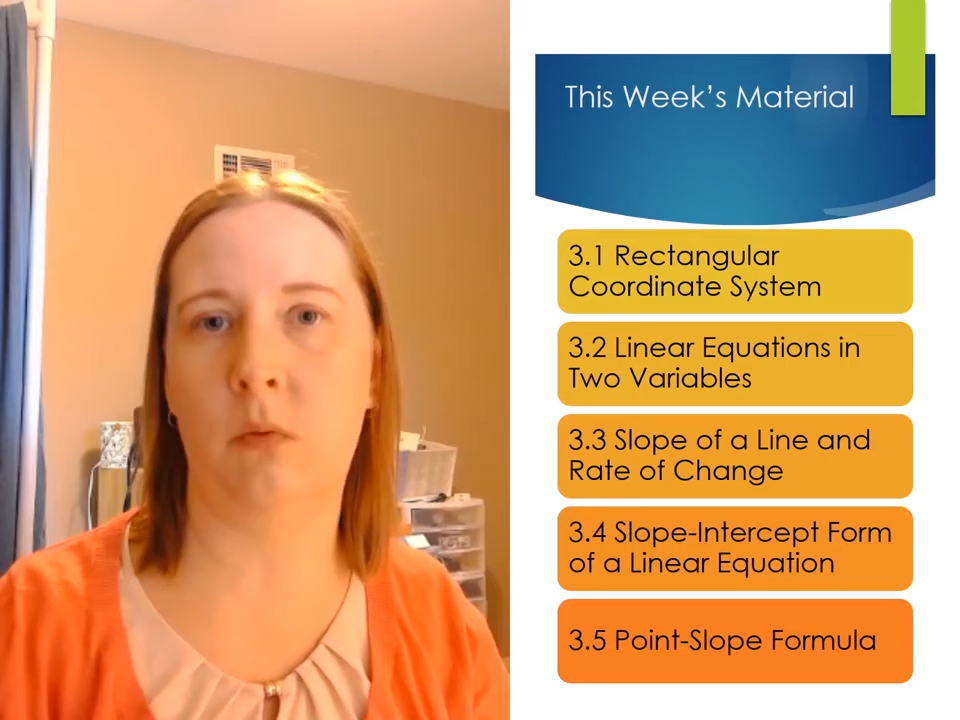 This Week’s Material
3.1 Rectangular
Coordinate System
3.2 Linear Equations in
Two Variables
3.3 Slope of a Line and
Rate of Change
3.4 Slope-Intercept Form
of a Linear Equation
3.5 Point-Slope Formula